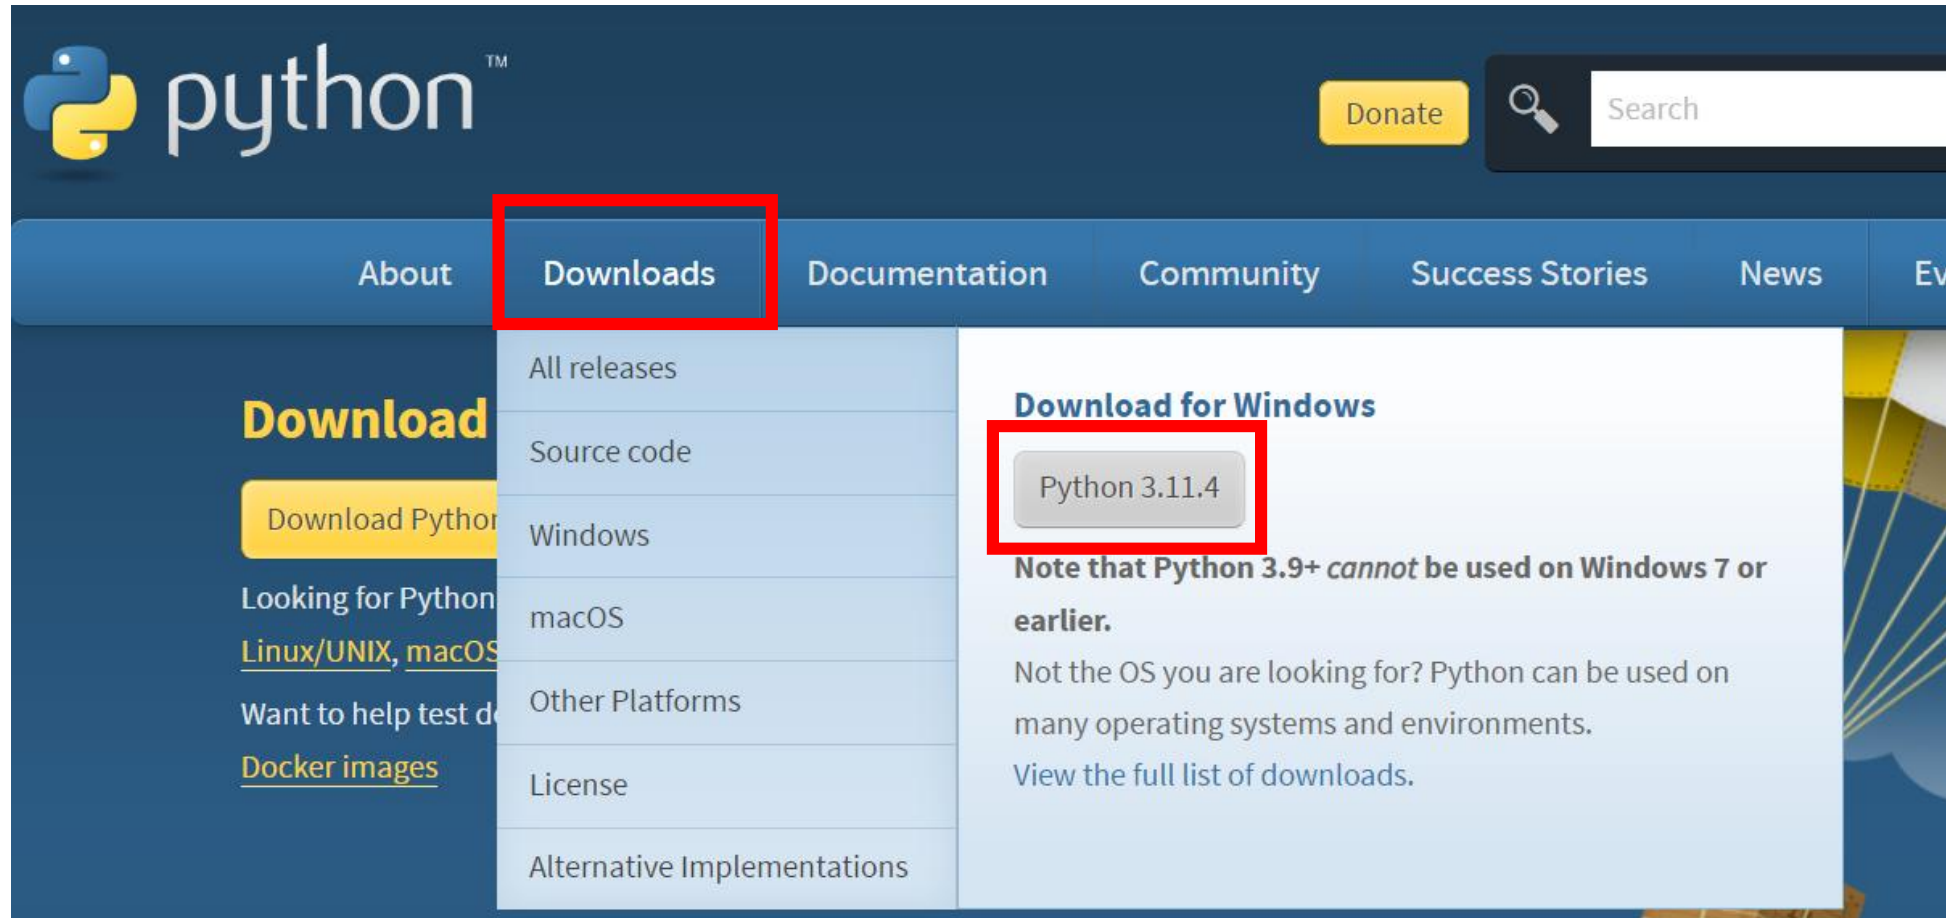 python™
Donate
Search
About Downloads Documentation Community Success Stories News Ev
All releases
Source code
Windows
macOS
Other Platforms
License
Alternative Implementations
Download for Windows
Python 3.11.4
Note that Python 3.9+ cannot be used on Windows 7 or
earlier.
Not the OS you are looking for? Python can be used on
many operating systems and environments.
View the full list of downloads.
Download
Download Python
Looking for Python
Linux/UNIX, macOS
Want to help test d
Docker images